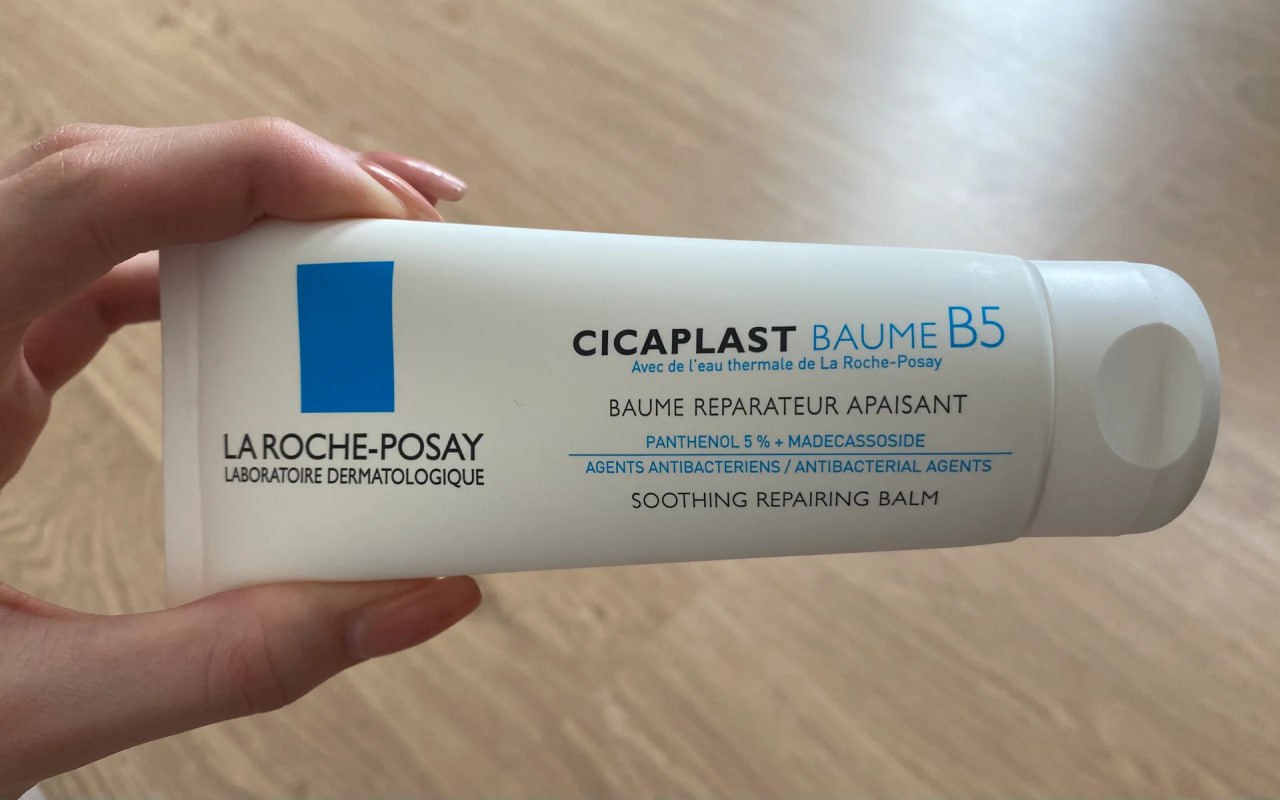 LA ROCHE-POSAY
LABORATOIRE DERMATOLOGIQUE
CICAPLAST BAUME B5
Avec de l'eau thermale de La Roche-Posay
BAUME REPARATEUR APAISANT
PANTHENOL 5 % + MADECASSOSIDE
AGENTS ANTIBACTERIENS / ANTIBACTERIAL AGENTS
SOOTHING REPAIRING BALM